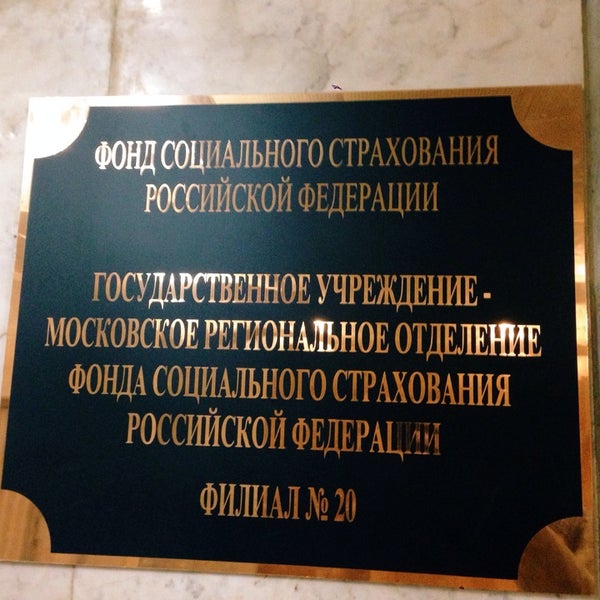 ФОНД СОЦИАЛЬНОГО СТРАХОВАНИЯ
РОССИЙСКОЙ ФЕДЕРАЦИИ
ГОСУДАРСТВЕННОЕ УЧРЕЖДЕНИЕ -
МОСКОВСКОЕ РЕГИОНАЛЬНОЕ ОТДЕЛЕНИЕ
ФОНДА СОЦИАЛЬНОГО СТРАХОВАНИЯ
РОССИЙСКОЙ ФЕДЕРАЦИИ
ФИЛИАЛ № 20